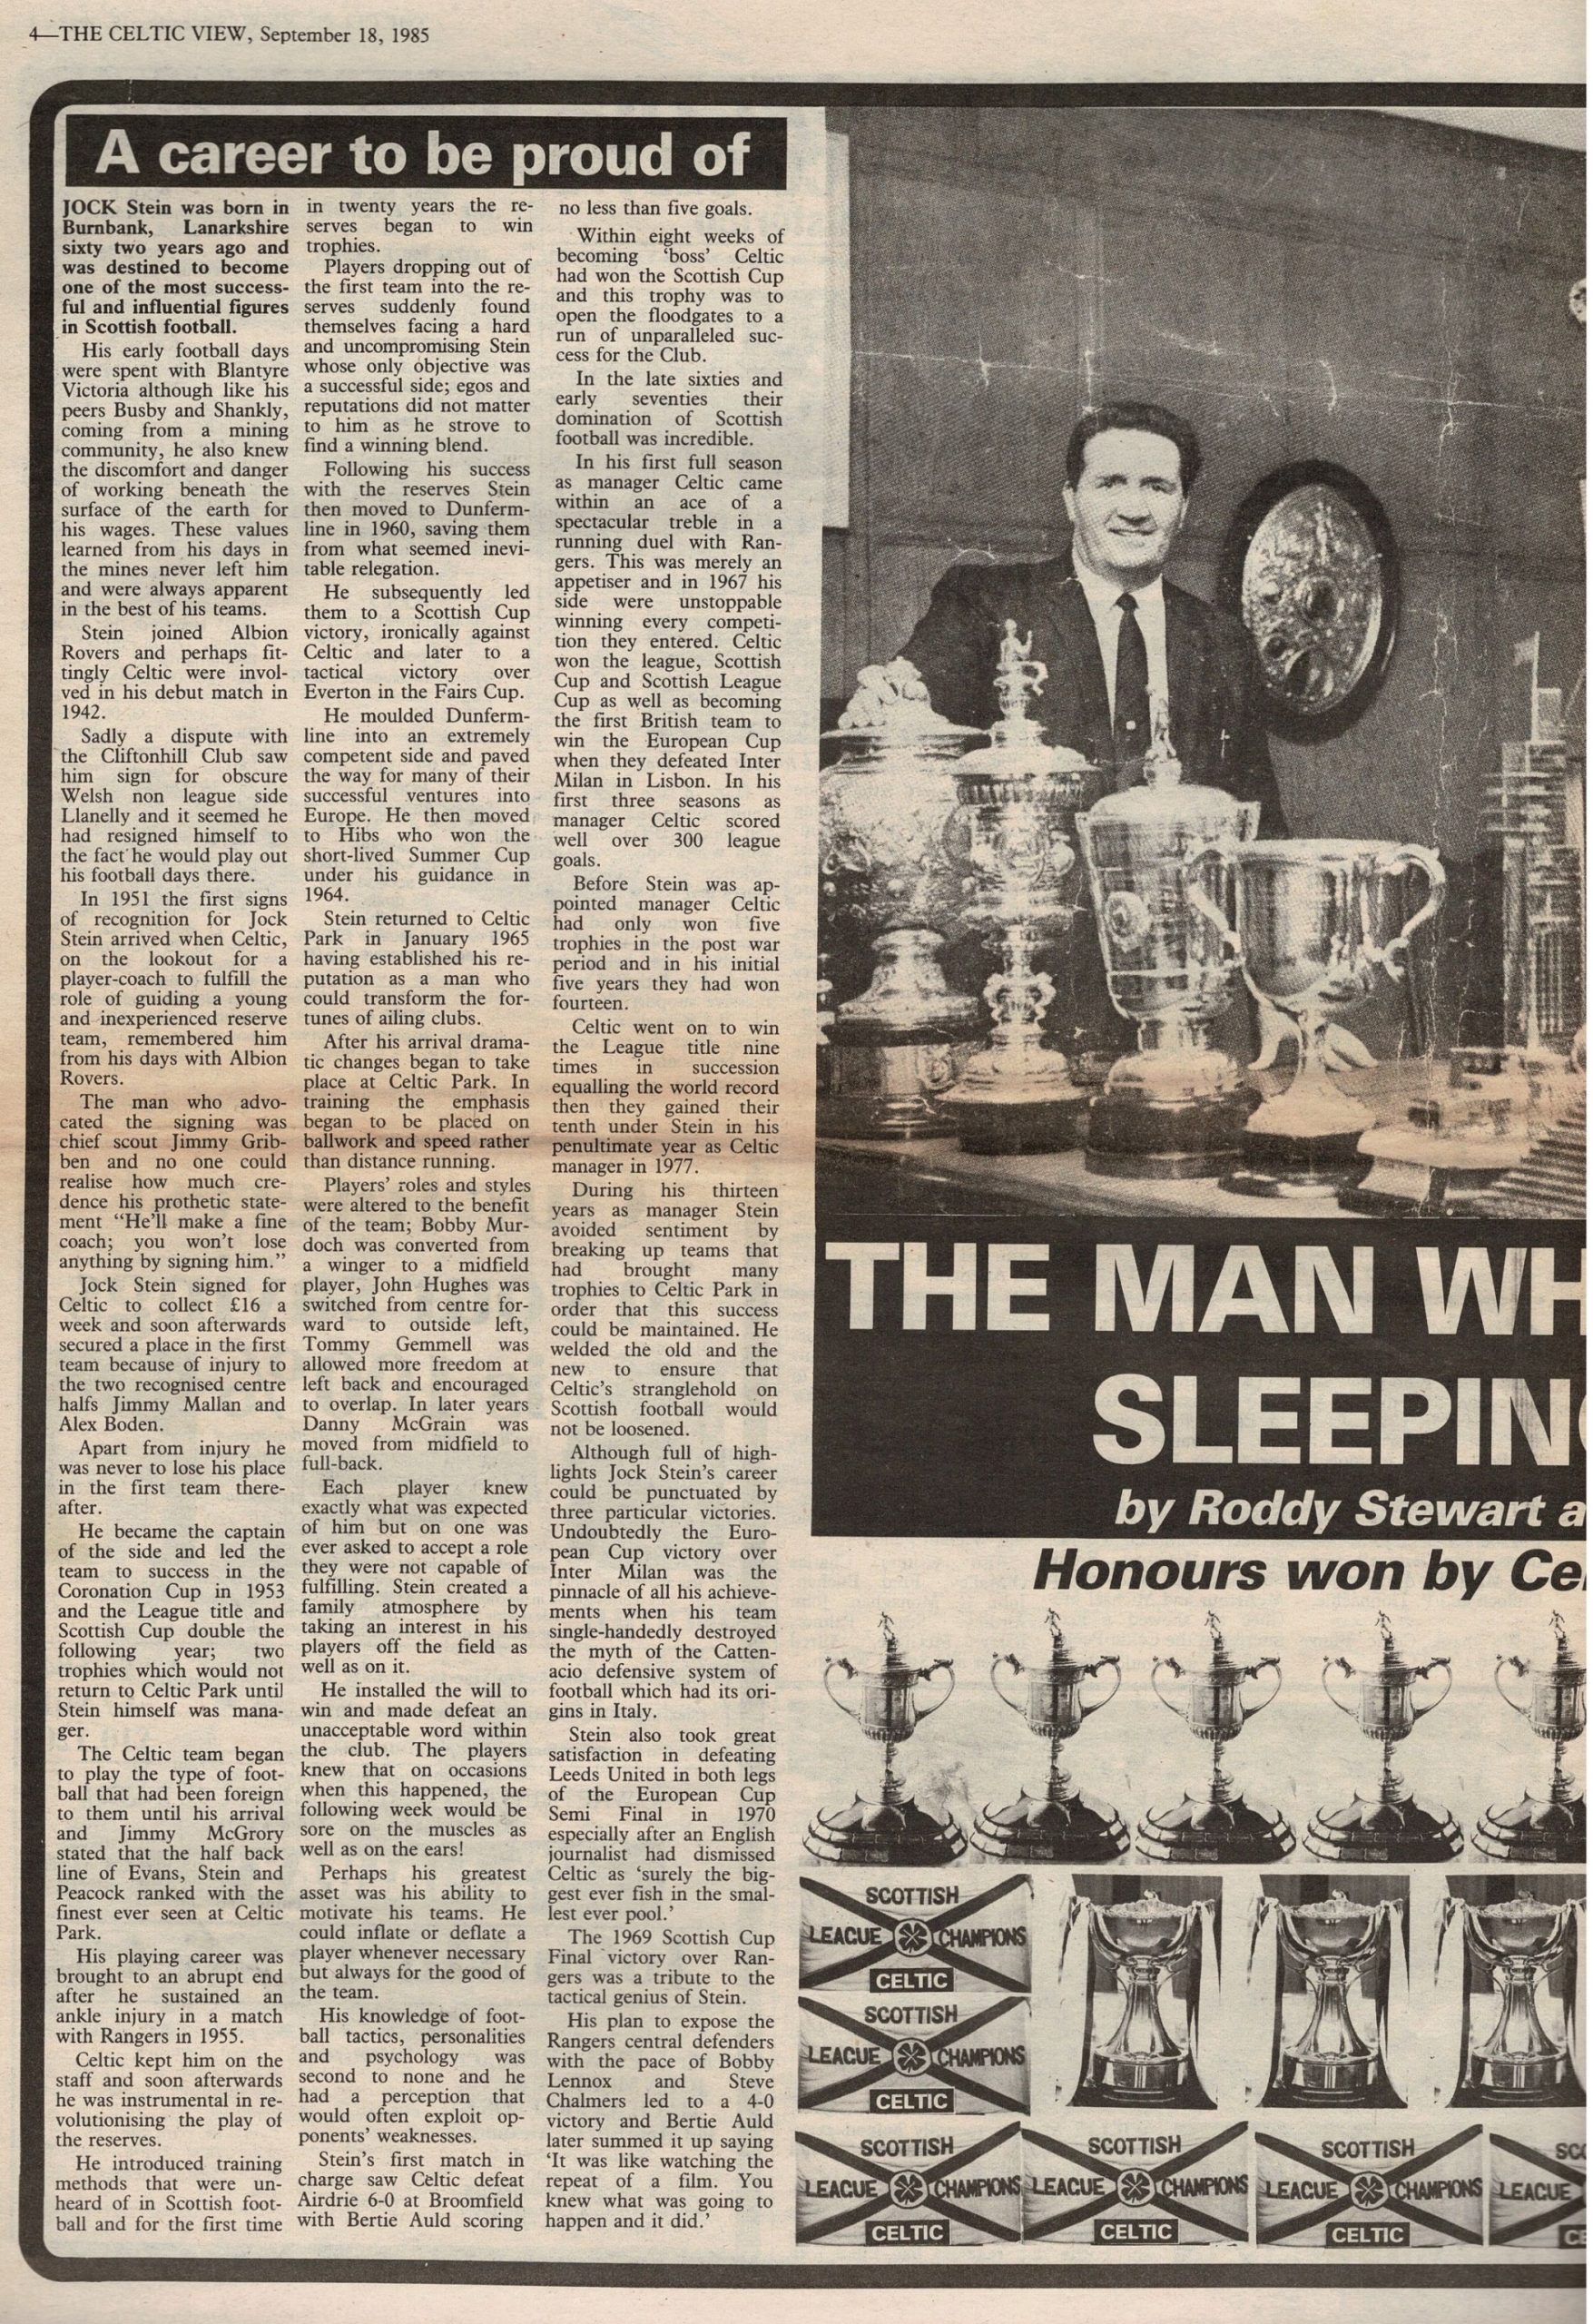 4—THE CELTIC VIEW, September 18, 1985
A career to be proud of
JOCK Stein was born in
Burnbank, Lanarkshire
sixty two years ago and
was destined to become
one of the most success-
ful and influential figures
in Scottish football.
His early football days
were spent with Blantyre
Victoria although like his
peers Busby and Shankly,
coming from a mining
community, he also knew
the discomfort and danger
of working beneath the
surface of the earth for
his wages. These values
learned from his days in
the mines never left him
and were always apparent
in the best of his teams.
Stein joined Albion
Rovers and perhaps fit-
tingly Celtic were invol-
ved in his debut match in
1942.
Sadly a dispute with
the Cliftonhill Club saw
him sign for obscure
Welsh non league side
Llanelly and it seemed he
had resigned himself to
the fact he would play out
his football days there.
In 1951 the first signs
of recognition for Jock
Stein arrived when Celtic,
on the lookout for a
player-coach to fulfill the
role of guiding a young
and inexperienced reserve
team, remembered him
from his days with Albion
Rovers.
The man who advo-
cated the signing was
chief scout Jimmy Grib-
ben and no one could
realise how much cre-
dence his prothetic state-
ment “He’ll make a fine
coach; you won’t lose
anything by signing him.”
Jock Stein signed for
Celtic to collect £16 a
week and soon afterwards
secured a place in the first
team because of injury to
the two recognised centre
halfs Jimmy Mallan and
Alex Boden.
Apart from injury he
was never to lose his place
in the first team there-
after.
He became the captain
of the side and led the
team to success in the
Coronation Cup in 1953
and the League title and
Scottish Cup double the
following year; two
trophies which would not
return to Celtic Park until
Stein himself was mana-
ger.
The Celtic team began
to play the type of foot-
ball that had been foreign
to them until his arrival
and Jimmy McGrory
stated that the half back
line of Evans, Stein and
Peacock ranked with the
finest ever seen at Celtic
Park.
His playing career was
brought to an abrupt end
after he sustained an
ankle injury in a match
with Rangers in 1955.
Celtic kept him on the
staff and soon afterwards
he was instrumental in re-
volutionising the play of
the reserves.
He introduced training
methods that were un-
heard of in Scottish foot-
ball and for the first time
in twenty years the re-
serves began to win
trophies.
Players dropping out of
the first team into the re-
serves suddenly found
themselves facing a hard
and uncompromising Stein
whose only objective was
a successful side; egos and
reputations did not matter
to him as he strove to
find a winning blend.
Following his success
with the reserves Stein
then moved to Dunferm-
line in 1960, saving them
from what seemed inevi-
table relegation.
He subsequently led
them to a Scottish Cup
victory, ironically against
Celtic and later to a
tactical victory over
Everton in the Fairs Cup.
He moulded Dunferm-
line into an extremely
competent side and paved
the way for many of their
successful ventures into
Europe. He then moved
to Hibs who won the
short-lived Summer Cup
under his guidance in
1964.
Stein returned to Celtic
Park in January 1965
having established his re-
putation as a man who
could transform the for-
tunes of ailing clubs.
After his arrival drama-
tic changes began to take
place at Celtic Park. In
training the emphasis
began to be placed on
ballwork and speed rather
than distance running.
Players’ roles and styles
were altered to the benefit
of the team; Bobby Mur-
doch was converted from
a winger to a midfield
player, John Hughes was
switched from centre for-
ward to outside left,
Tommy Gemmell was
allowed more freedom at
left back and encouraged
to overlap. In later years
Danny McGrain was
moved from midfield to
full-back.
Each player knew
exactly what was expected
of him but on one was
ever asked to accept a role
they were not capable of
fulfilling. Stein created a
family atmosphere by
taking an interest in his
players off the field as
well as on it.
He installed the will to
win and made defeat an
unacceptable word within
the club. The players
knew that on occasions
when this happened, the
following week would be
sore on the muscles as
well as on the ears!
Perhaps his greatest
asset was his ability to
motivate his teams. He
could inflate or deflate a
player whenever necessary
but always for the good of
the team.
His knowledge of foot-
ball tactics, personalities
and psychology was
second to none and he
had a perception that
would often exploit op-
ponents’ weaknesses.
Stein’s first match in
charge saw Celtic defeat
Airdrie 6-0 at Broomfield
with Bertie Auld scoring
no less than five goals.
Within eight weeks of
becoming ‘boss’ Celtic
had won the Scottish Cup
and this trophy was to
open the floodgates to a
run of unparalleled suc-
cess for the Club.
In the late sixties and
early seventies their
domination of Scottish
football was incredible.
In his first full season
as manager Celtic came
within an ace of a
spectacular treble in a
running duel with Ran-
gers. This was merely an
appetiser and in 1967 his
side were unstoppable
winning every competi-
tion they entered. Celtic
won the league, Scottish
Cup and Scottish League
Cup as well as becoming
the first British team to
win the European Cup
when they defeated Inter
Milan in Lisbon. In his
first three seasons as
manager Celtic scored
well over 300 league
goals.
Before Stein was ap-
pointed manager Celtic
had only won five
trophies in the post war
period and in his initial
five years they had won
fourteen.
Celtic went on to win
the League title nine
times in succession
equalling the world record
then they gained their
tenth under Stein in his
penultimate year as Celtic
manager in 1977.
During his thirteen
years as manager Stein
avoided sentiment by
breaking up teams that
had brought many
trophies to Celtic Park in
order that this success
could be maintained. He
welded the old and the
new to ensure that
Celtic’s stranglehold on
Scottish football would
not be loosened.
Although full of high-
lights Jock Stein’s career
could be punctuated by
three particular victories.
Undoubtedly the Euro-
pean Cup victory over
Inter Milan was the
pinnacle of all his achieve-
ments when his team
single-handedly destroyed
the myth of the Catten-
acio defensive system of
football which had its ori-
gins in Italy.
Stein also took great
satisfaction in defeating
Leeds United in both legs
of the European Cup
Semi Final in 1970
especially after an English
journalist had dismissed
Celtic as ‘surely the big-
gest ever fish in the smal-
lest ever pool.’
The 1969 Scottish Cup
Final victory over Ran-
gers was a tribute to the
tactical genius of Stein.
His plan to expose the
Rangers central defenders
with the pace of Bobby
Lennox and Steve
Chalmers led to a 4-0
victory and Bertie Auld
later summed it up saying
‘It was like watching the
repeat of a film. You
knew what was going to
happen and it did.’
THE MAN WH
SLEEPING
by Roddy Stewart a
Honours won by Cel
SCOTTISH
LEAGUE CHAMPIONS
CELTIC
SCOTTISH
LEAGUE CHAMPIONS
CELTIC
SCOTTISH
LEAGUE CHAMPIONS
CELTIC
SCOTTISH
LEAGUE CHAMPIONS
CELTIC
SCOTTISH
LEAGUE CHAMPIONS
CELTIC
SC
LEAGUE
CE